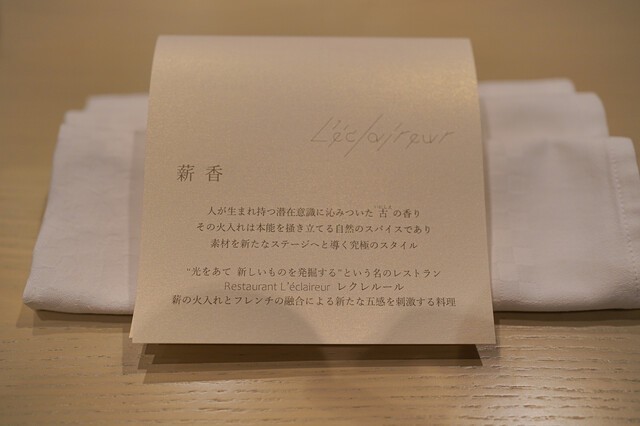 L'éclaireur
薪香
人が生まれ持つ潜在意識に沁みついた“古”の香り
その火入れは本能を掻き立てる自然のスパイスであり
素材を新たなステージへと導く究極のスタイル
“光をあて 新しいものを発掘する”という名のレストラン
Restaurant L'éclaireur レクレルール
薪の火入れとフレンチの融合による新たな五感を刺激する料理